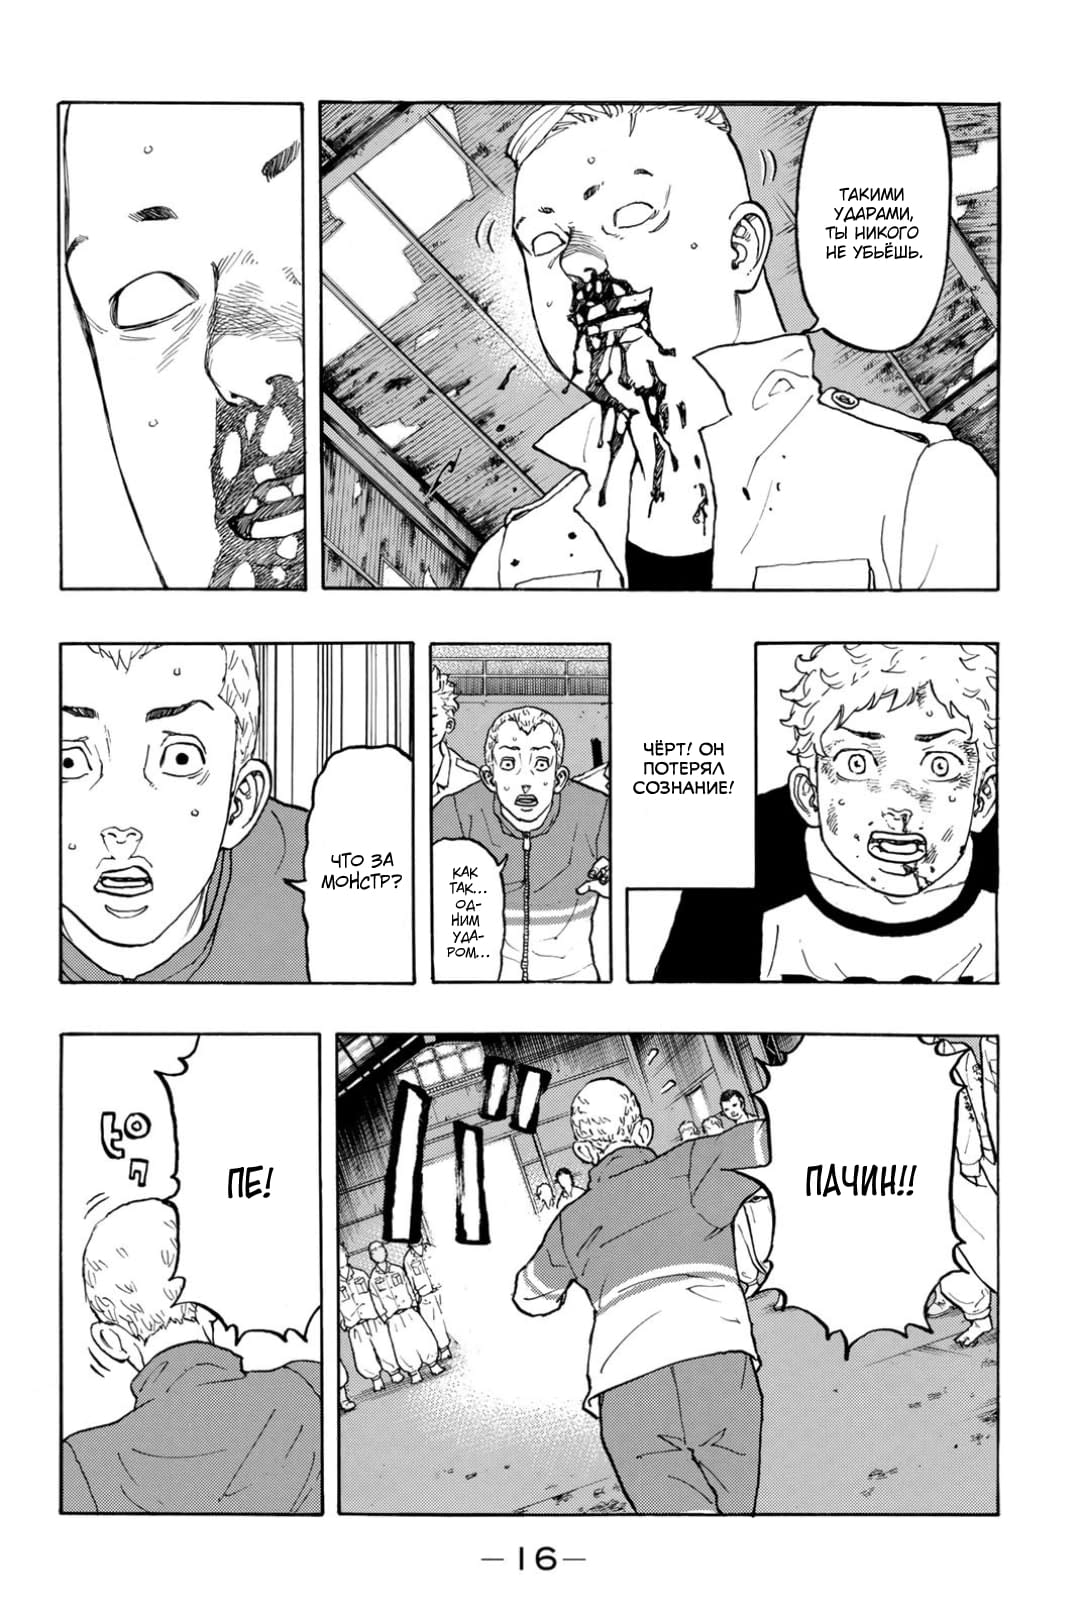 ТАКИМИ
УДАРАМИ,
ТЫ НИКОГО
НЕ УБЬЁШЬ.
ЧЁРТ! ОН
ПОТЕРЯЛ
СОЗНАНИЕ!
КАК
ТАК...
ОД-
НИМ
УДА-
РОМ...
ЧТО ЗА
МОНСТР?
ПАЧИН!!
ПЕ!
—16—